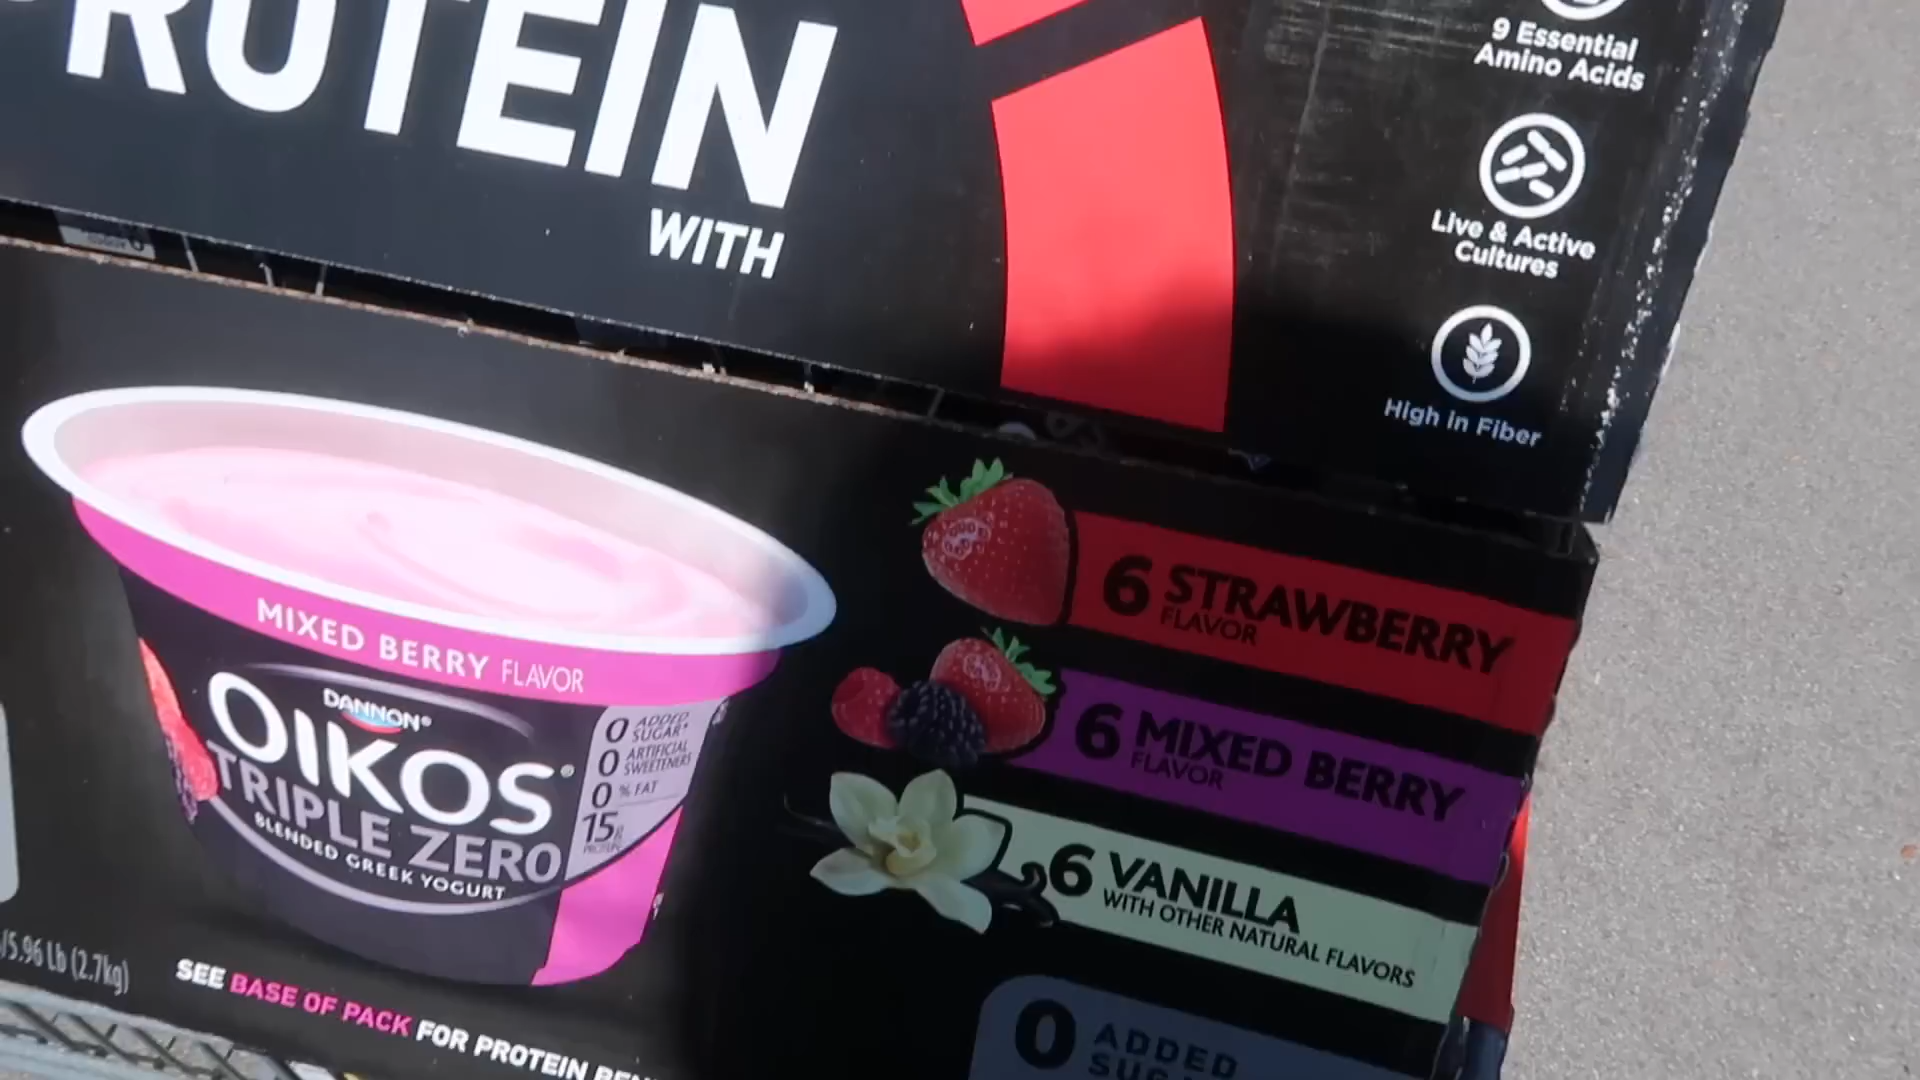 PROTEIN
WITH
9 Essential
Amino Acids
Live & Active
Cultures
High in Fiber
MIXED BERRY FLAVOR
DANNON®
OIKOS®
TRIPLE ZERO
BLENDED GREEK YOGURT
0 ADDED SUGAR*
0 ARTIFICIAL SWEETENERS
0 % FAT
15g PROTEIN
6 STRAWBERRY
FLAVOR
6 MIXED BERRY
FLAVOR
6 VANILLA
WITH OTHER NATURAL FLAVORS
/5.96 Lb (2.7kg)
SEE BASE OF PACK FOR PROTEIN
0 ADDED